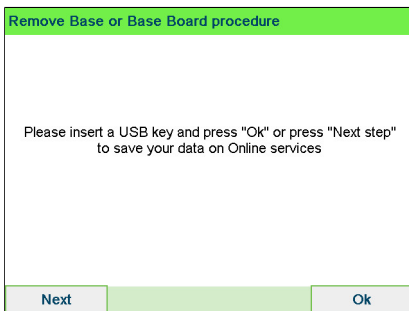 Remove Base or Base Board procedure
Please insert a USB key and press "Ok" or press "Next step"
to save your data on Online services
Next
Ok